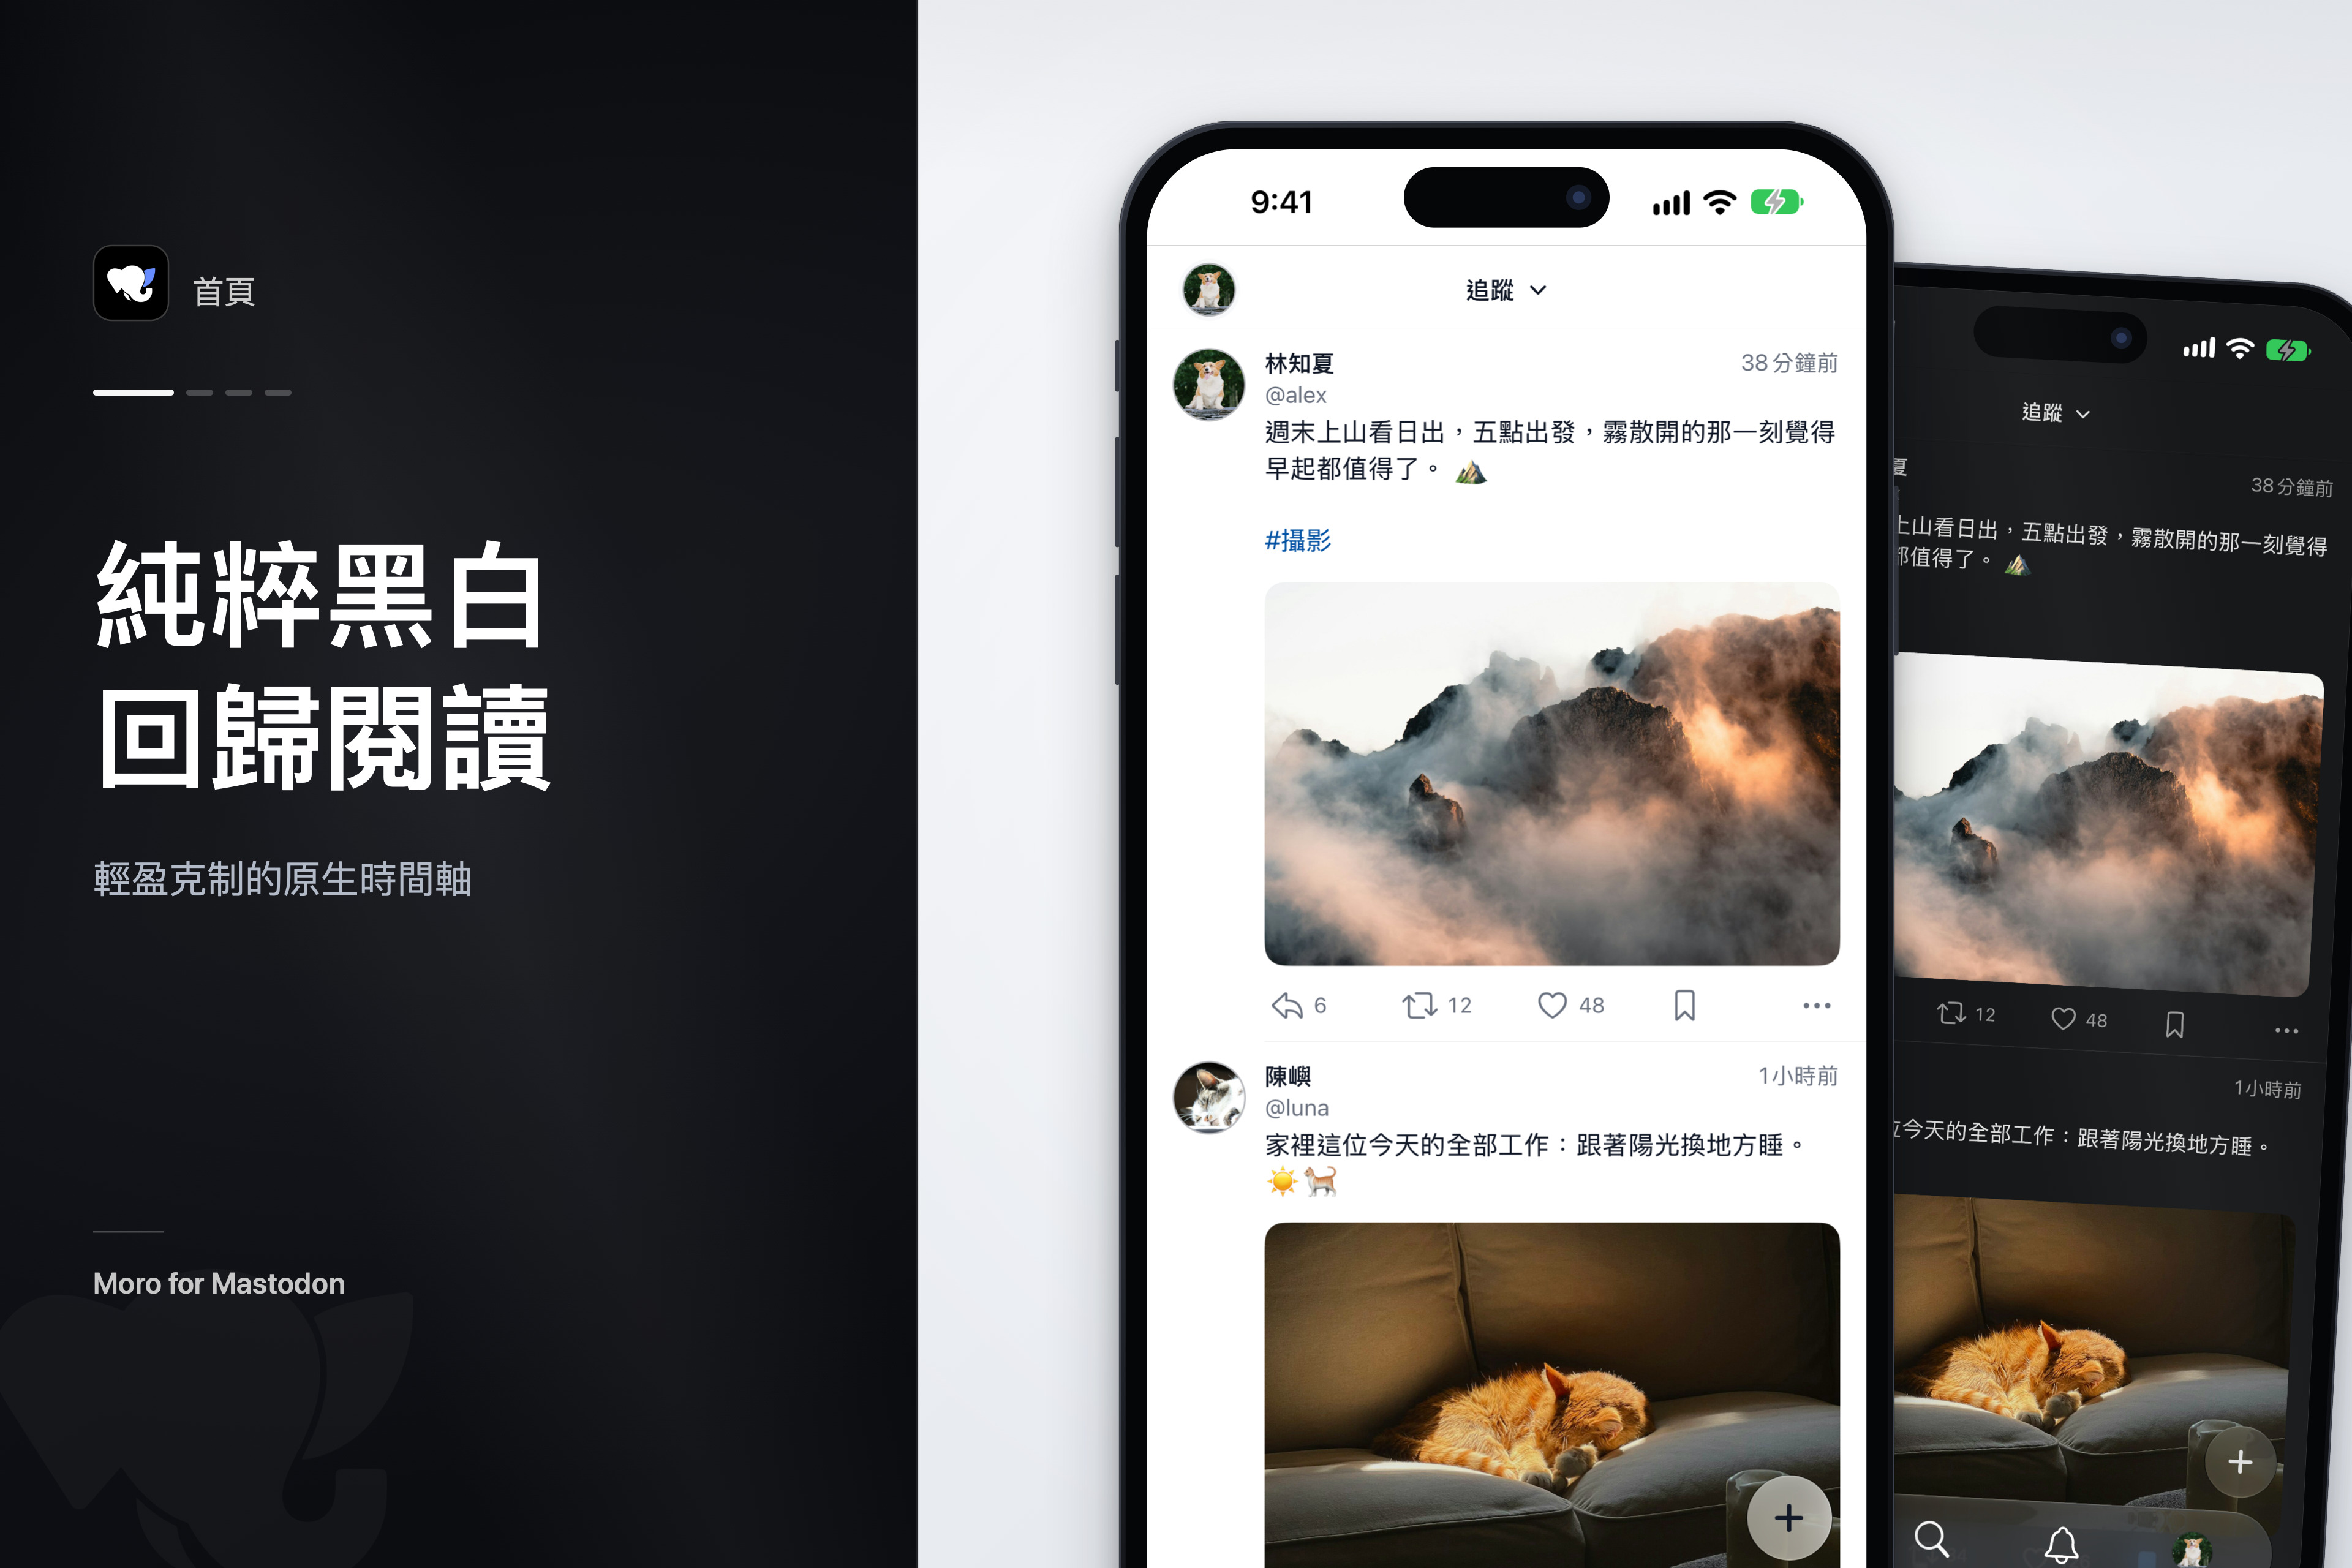 首頁
純粹黑白
回歸閱讀
輕盈克制的原生時間軸
Moro for Mastodon
9:41
追蹤
林知夏
38分鐘前
@alex
週末上山看日出，五點出發，霧散開的那一刻覺得
早起都值得了。
#攝影
6 12 48
陳嶼
1小時前
@luna
家裡這位今天的全部工作：跟著陽光換地方睡。
追蹤
夏
38分鐘前
上山看日出，五點出發，霧散開的那一刻覺得
都值得了。
12 48
1小時前
位今天的全部工作：跟著陽光換地方睡。